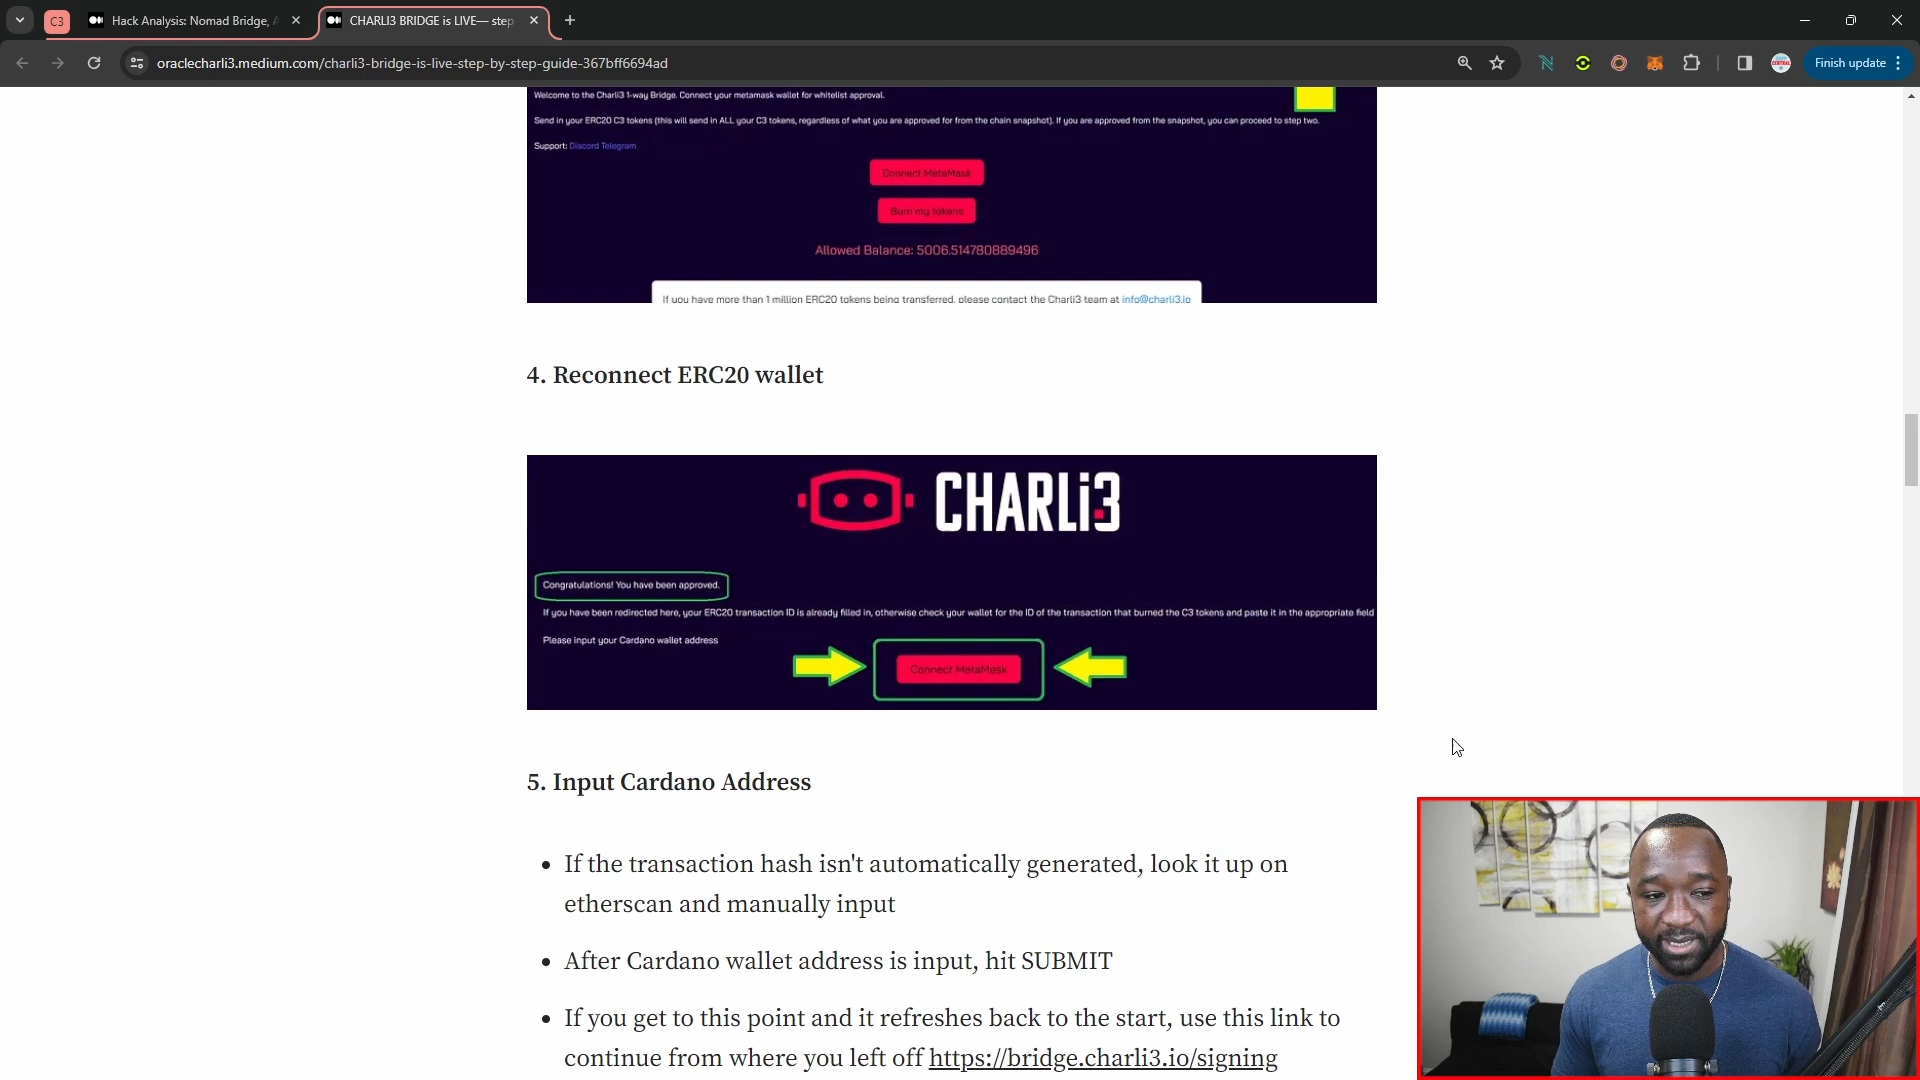 C3
Hack Analysis: Nomad Bridge, A
CHARLI3 BRIDGE is LIVE— step
oraclecharli3.medium.com/charli3-bridge-is-live-step-by-step-guide-367bff6694ad
Finish update
Welcome to the Charli3 1-way Bridge. Connect your metamask wallet for whitelist approval.
Send in your ERC20 C3 tokens (this will send in ALL your C3 tokens, regardless of what you are approved for from the chain snapshot). If you are approved from the snapshot, you can proceed to step two.
Support: Discord Telegram
Connect MetaMask
Burn my tokens
Allowed Balance: 5006.514780889496
If you have more than 1 million ERC20 tokens being transferred, please contact the Charli3 team at info@charli3.io
4. Reconnect ERC20 wallet
CHARLi3
Congratulations! You have been approved.
If you have been redirected here, your ERC20 transaction ID is already filled in, otherwise check your wallet for the ID of the transaction that burned the C3 tokens and paste it in the appropriate field
Please input your Cardano wallet address
Connect MetaMask
5. Input Cardano Address
• If the transaction hash isn't automatically generated, look it up on
etherscan and manually input
• After Cardano wallet address is input, hit SUBMIT
• If you get to this point and it refreshes back to the start, use this link to
continue from where you left off https://bridge.charli3.io/signing